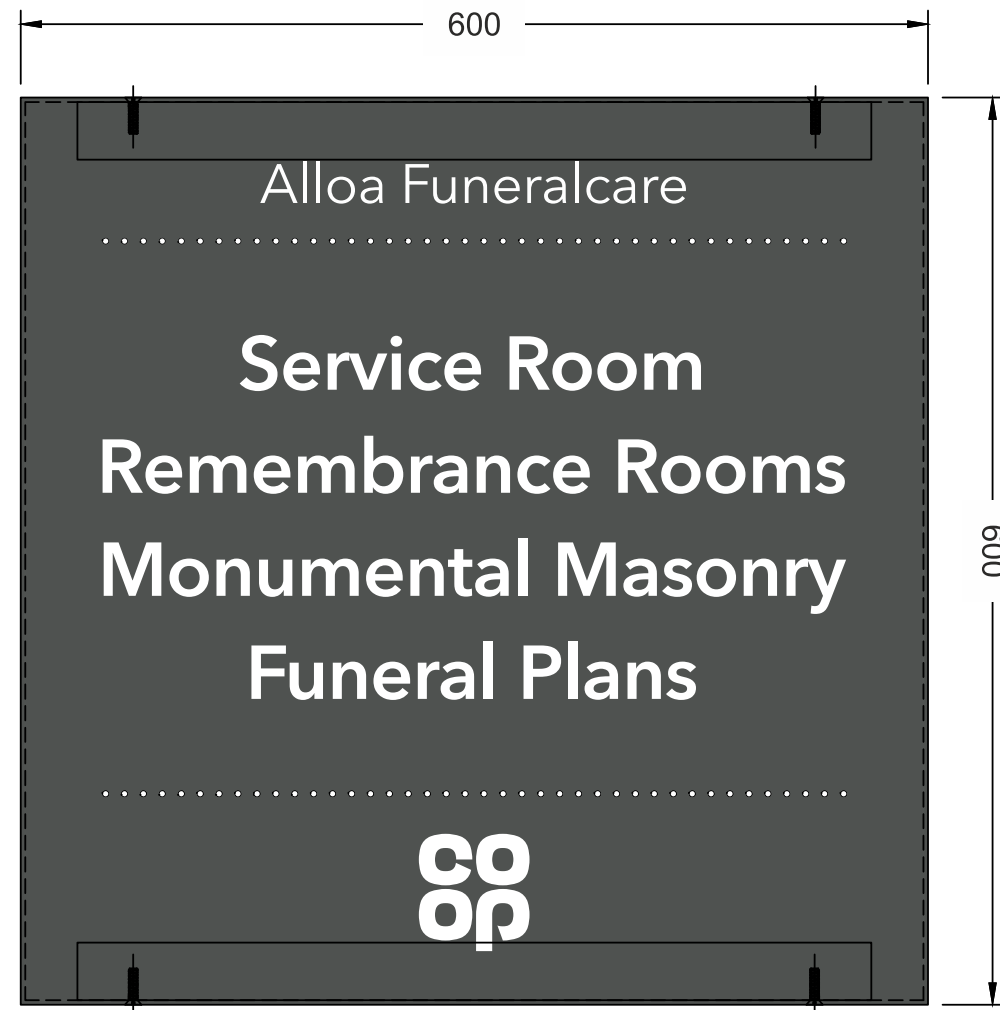 600
Alloa Funeralcare
Service Room
Remembrance Rooms
Monumental Masonry
Funeral Plans
600
co
op